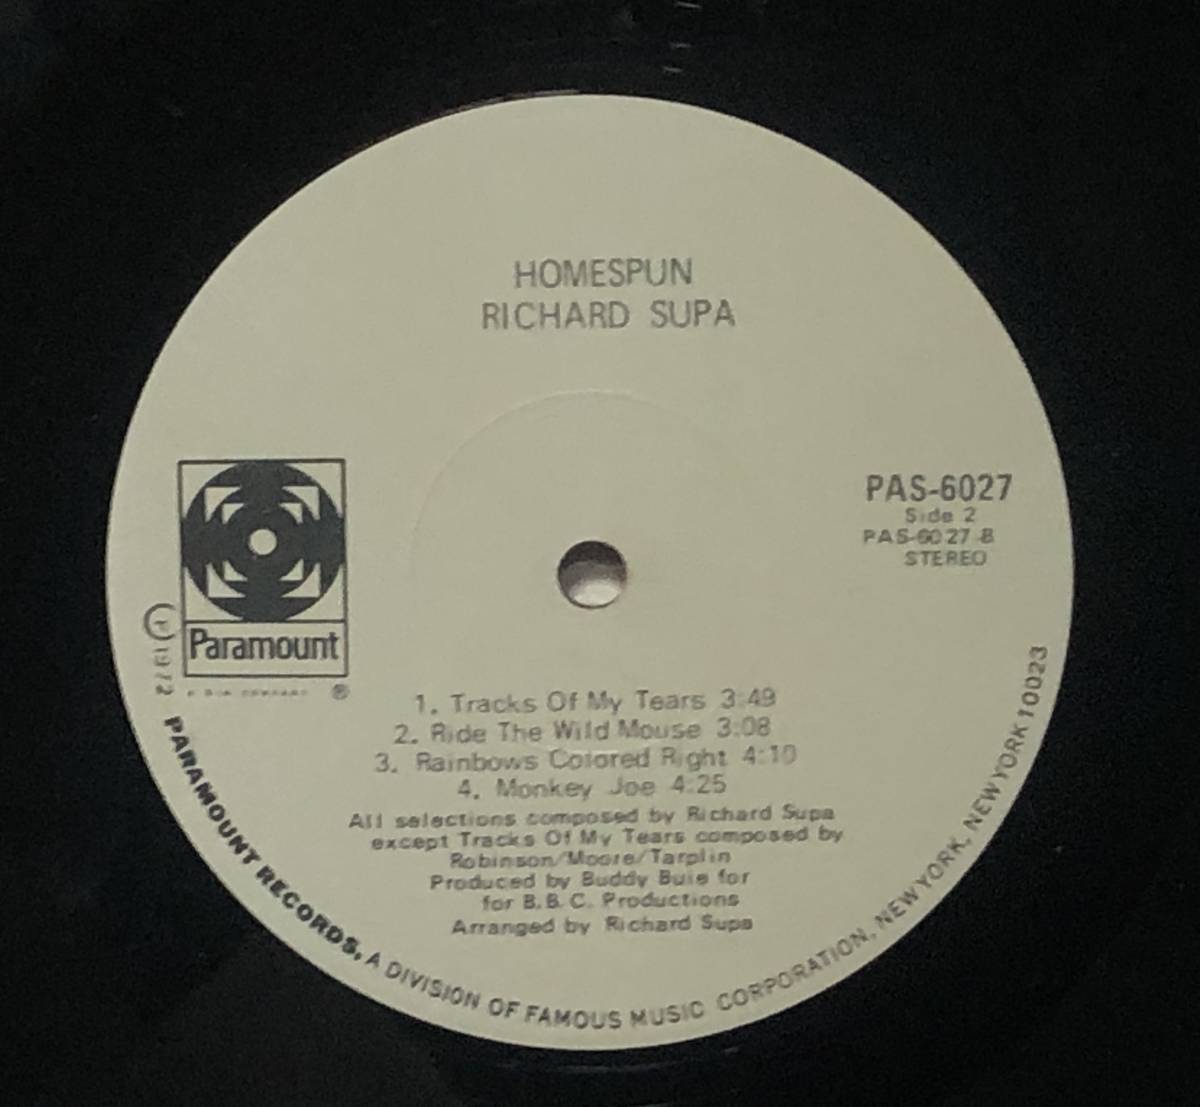 HOMESPUN
RICHARD SUPA
PAS-6027
Side 2
PAS-6027-B
STEREO
Paramount
®
℗ 1972
1. Tracks Of My Tears 3:49
2. Ride The Wild Mouse 3:08
3. Rainbows Colored Right 4:10
4. Monkey Joe 4:25
All selections composed by Richard Supa
except Tracks Of My Tears composed by
Robinson/Moore/Tarplin
Produced by Buddy Buie for
for B.B.C. Productions
Arranged by Richard Supa
PARAMOUNT RECORDS, A DIVISION OF FAMOUS MUSIC CORPORATION, NEW YORK, NEW YORK 10023